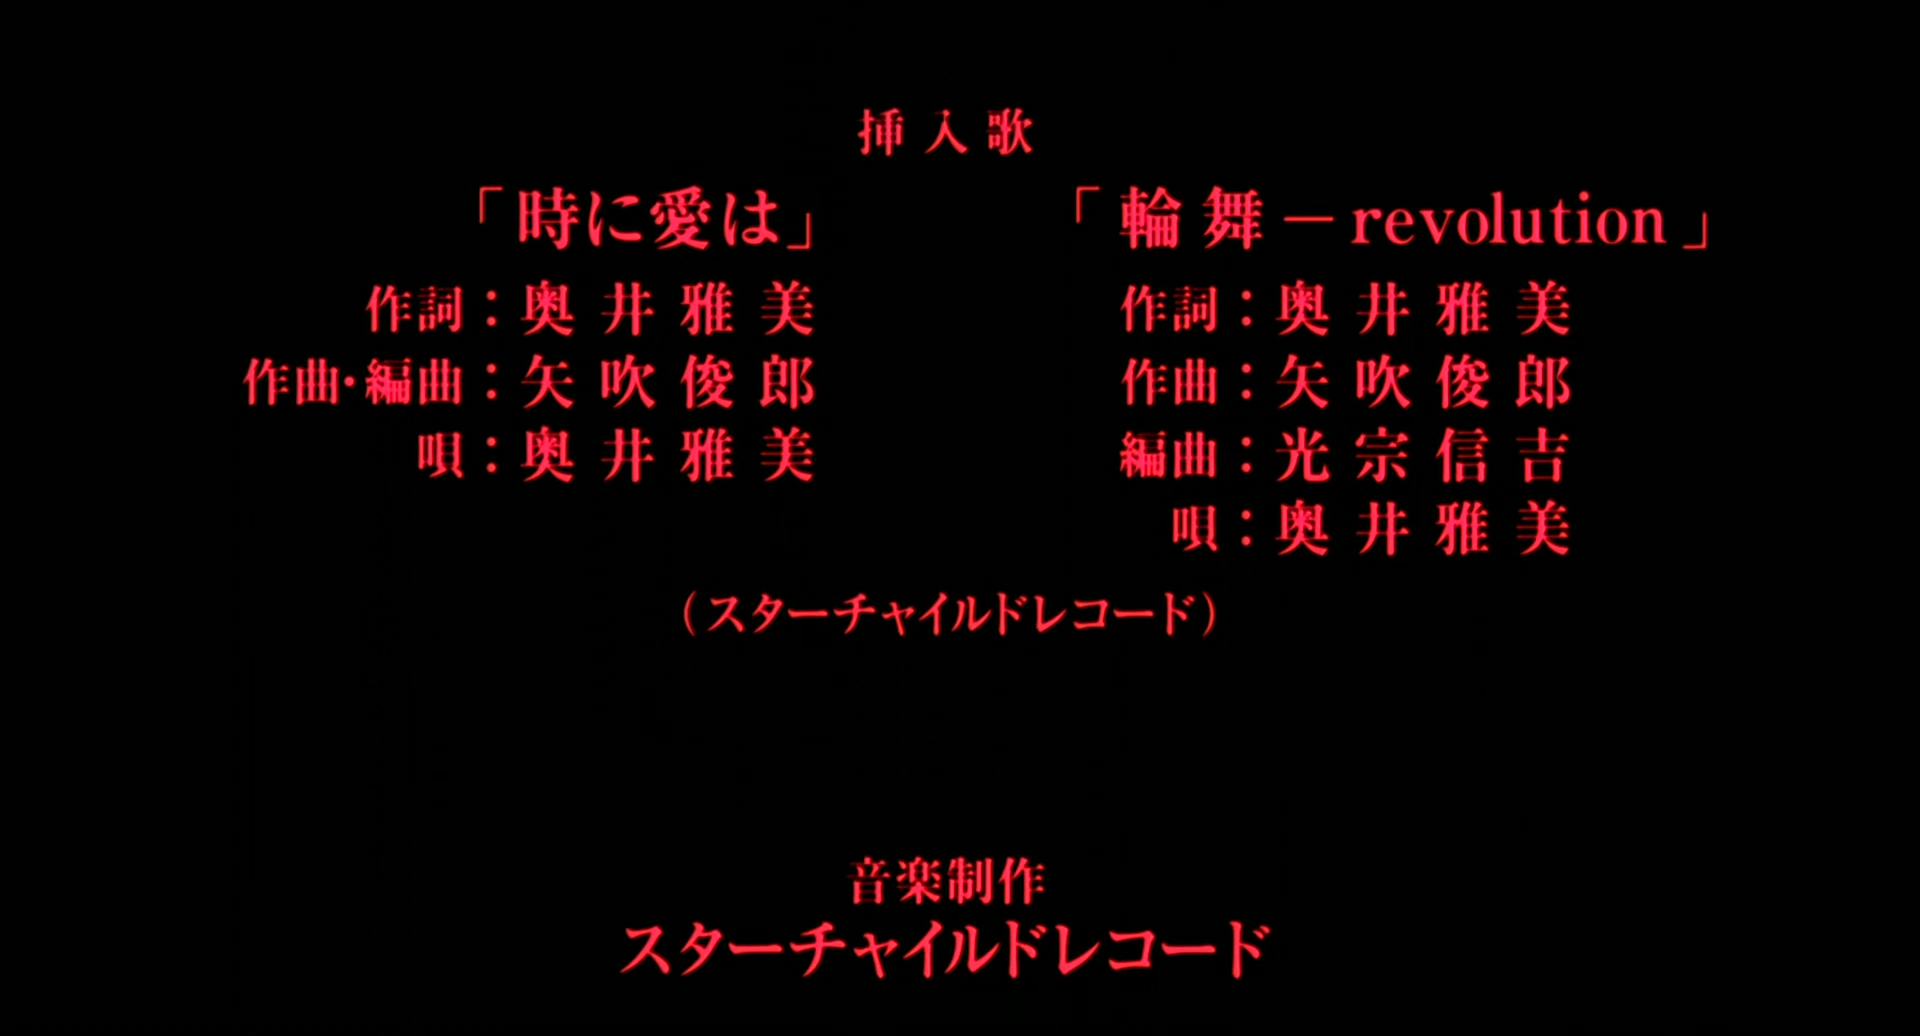 挿入歌
「時に愛は」
作詞：奥井雅美
作曲・編曲：矢吹俊郎
唄：奥井雅美
「輪舞－revolution」
作詞：奥井雅美
作曲：矢吹俊郎
編曲：光宗信吉
唄：奥井雅美
（スターチャイルドレコード）
音楽制作
スターチャイルドレコード